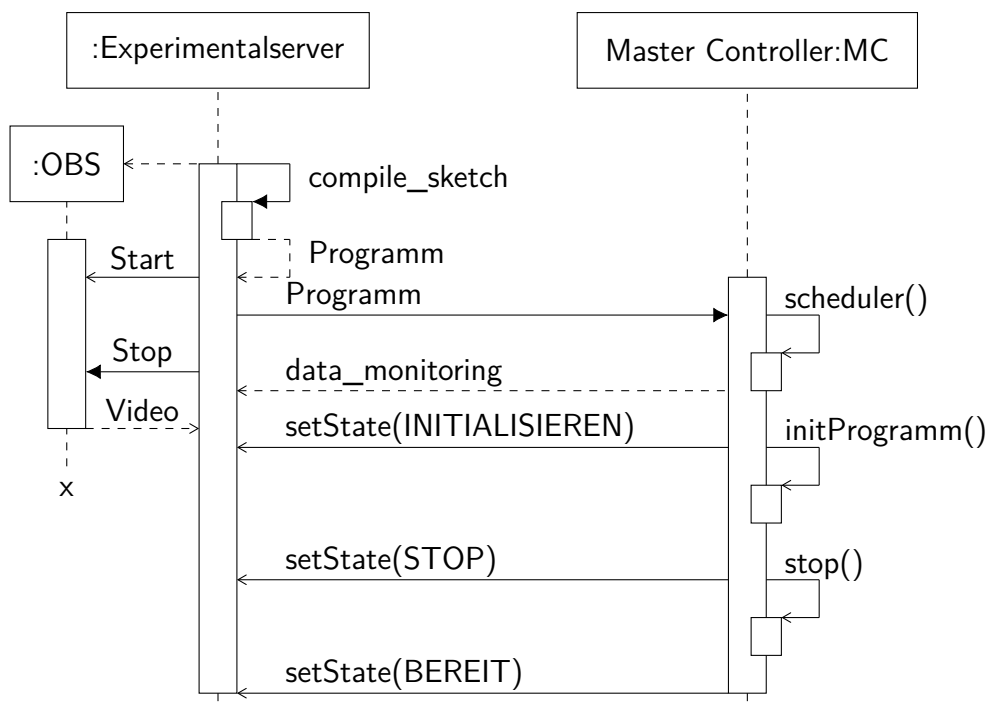 :Experimentalserver
Master Controller:MC
:OBS
compile_sketch
Programm
Start
Programm
scheduler()
Stop
data_monitoring
Video
setState(INITIALISIEREN)
initProgramm()
x
setState(STOP)
stop()
setState(BEREIT)